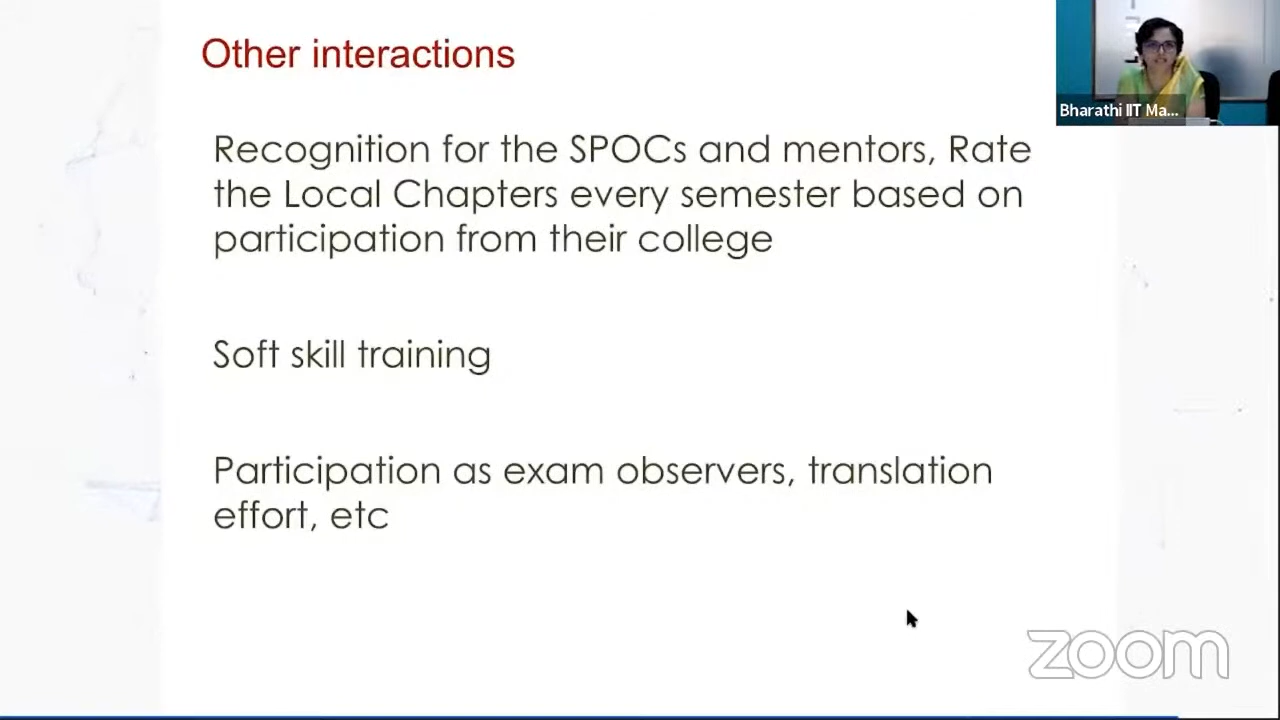 Other interactions
Bharathi IIT Ma...
Recognition for the SPOCs and mentors, Rate
the Local Chapters every semester based on
participation from their college
Soft skill training
Participation as exam observers, translation
effort, etc
zoom